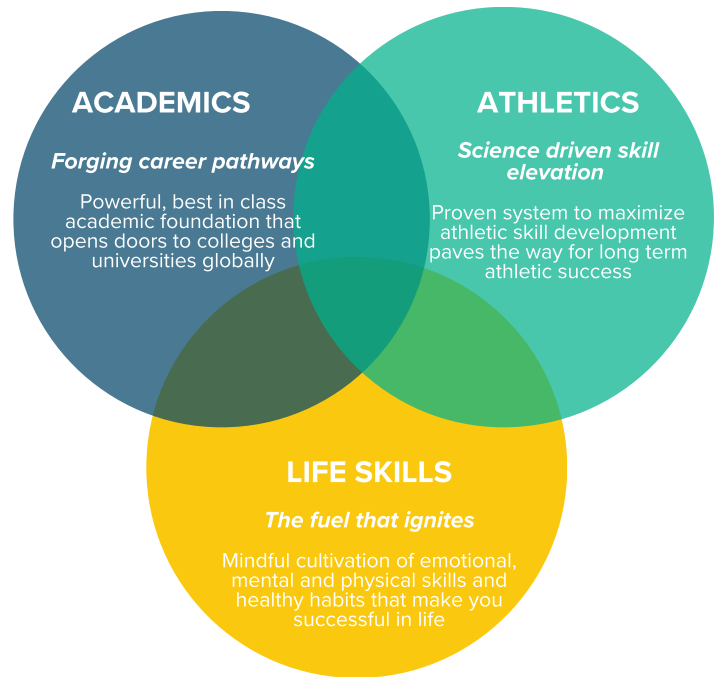 ACADEMICS
Forging career pathways
Powerful, best in class
academic foundation that
opens doors to colleges and
universities globally
ATHLETICS
Science driven skill
elevation
Proven system to maximize
athletic skill development
paves the way for long term
athletic success
LIFE SKILLS
The fuel that ignites
Mindful cultivation of emotional,
mental and physical skills and
healthy habits that make you
successful in life